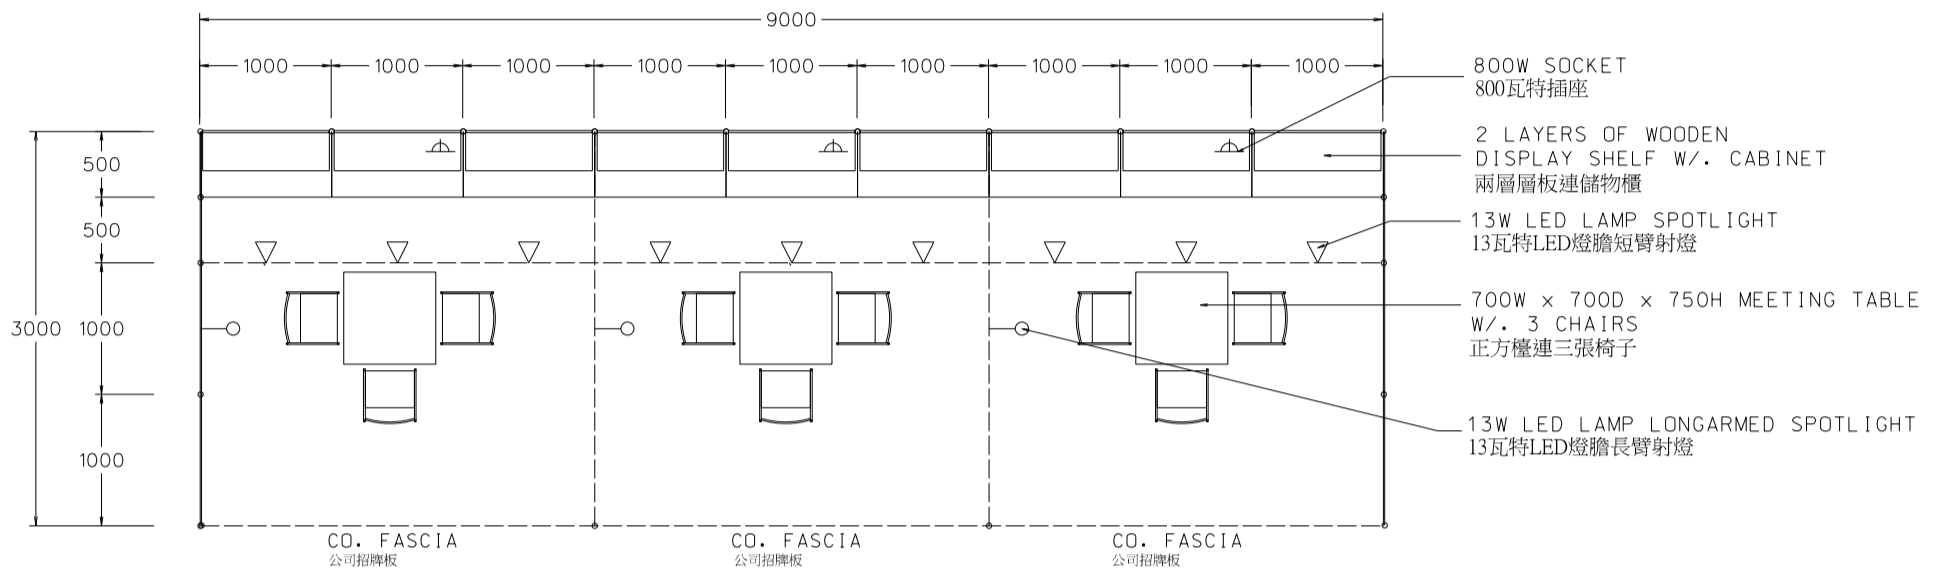 9000
1000 1000 1000 1000 1000 1000 1000 1000 1000
800W SOCKET
800瓦特插座
2 LAYERS OF WOODEN
DISPLAY SHELF W/. CABINET
兩層層板連儲物櫃
13W LED LAMP SPOTLIGHT
13瓦特LED燈膽短臂射燈
700W x 700D x 750H MEETING TABLE
W/. 3 CHAIRS
正方檯連三張椅子
13W LED LAMP LONGARMED SPOTLIGHT
13瓦特LED燈膽長臂射燈
3000
500
500
1000
1000
CO. FASCIA
公司招牌板
CO. FASCIA
公司招牌板
CO. FASCIA
公司招牌板